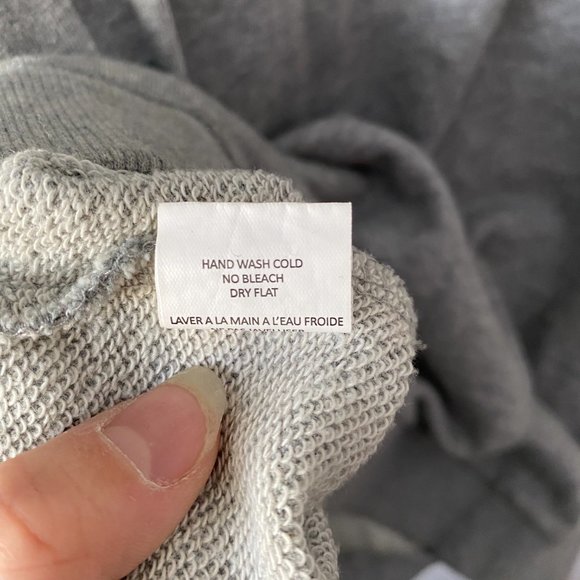 HAND WASH COLD
NO BLEACH
DRY FLAT
LAVER A LA MAIN A L'EAU FROIDE